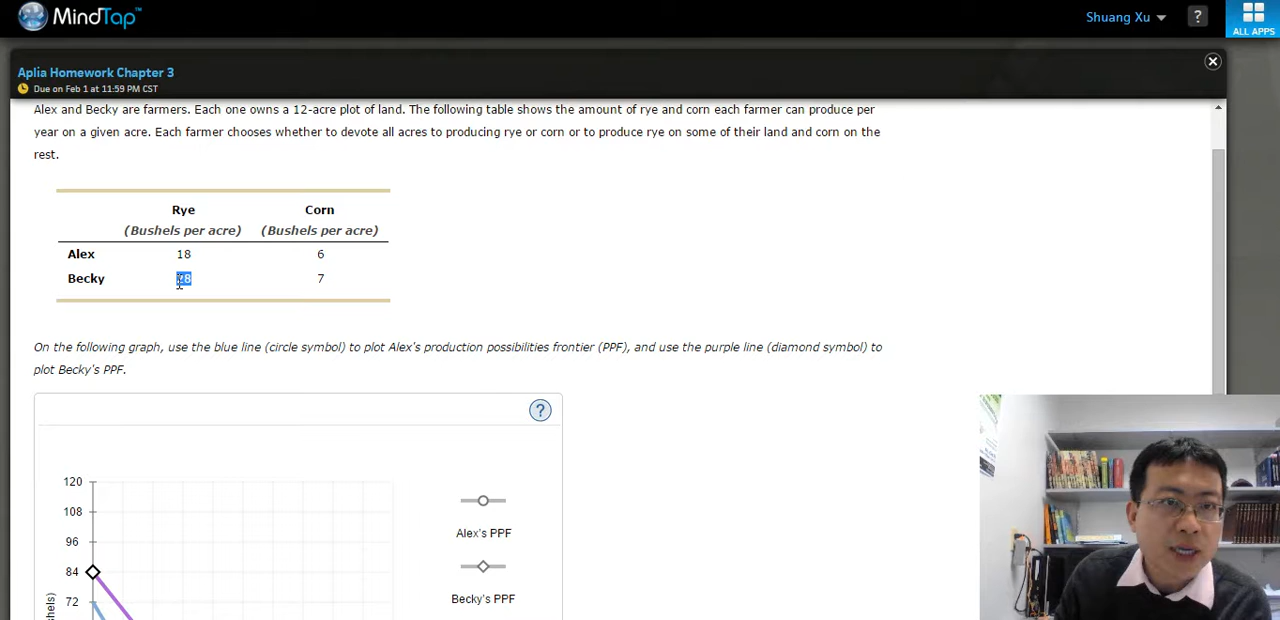 MindTap™
Shuang Xu
?
ALL APPS
Aplia Homework Chapter 3
Due on Feb 1 at 11:59 PM CST
Alex and Becky are farmers. Each one owns a 12-acre plot of land. The following table shows the amount of rye and corn each farmer can produce per
year on a given acre. Each farmer chooses whether to devote all acres to producing rye or corn or to produce rye on some of their land and corn on the
rest.
Rye Corn
(Bushels per acre) (Bushels per acre)
Alex 18 6
Becky 28 7
On the following graph, use the blue line (circle symbol) to plot Alex's production possibilities frontier (PPF), and use the purple line (diamond symbol) to
plot Becky's PPF.
?
120
108
96
84
72
Alex's PPF
Becky's PPF